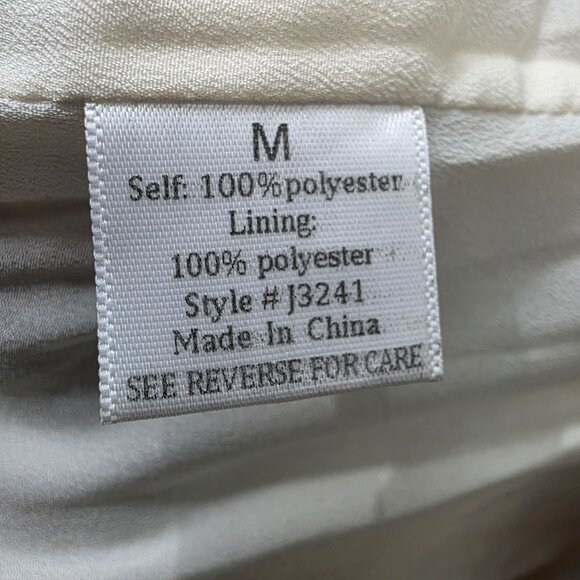 M
Self: 100%polyester
Lining:
100% polyester
Style # J3241
Made In China
SEE REVERSE FOR CARE